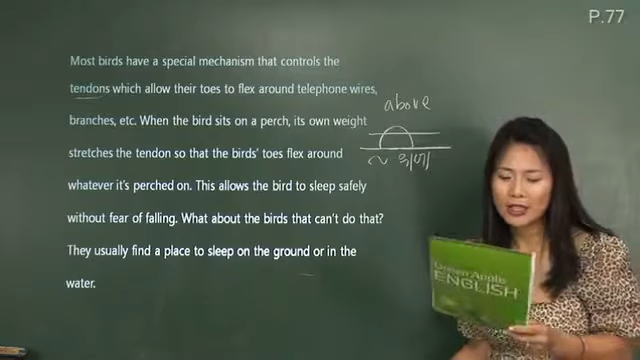 P.77
Most birds have a special mechanism that controls the
tendons which allow their toes to flex around telephone wires,
branches, etc. When the bird sits on a perch, its own weight
stretches the tendon so that the birds' toes flex around
whatever it's perched on. This allows the bird to sleep safely
without fear of falling. What about the birds that can't do that?
They usually find a place to sleep on the ground or in the
water.
above
~ 위에
ENGLISH